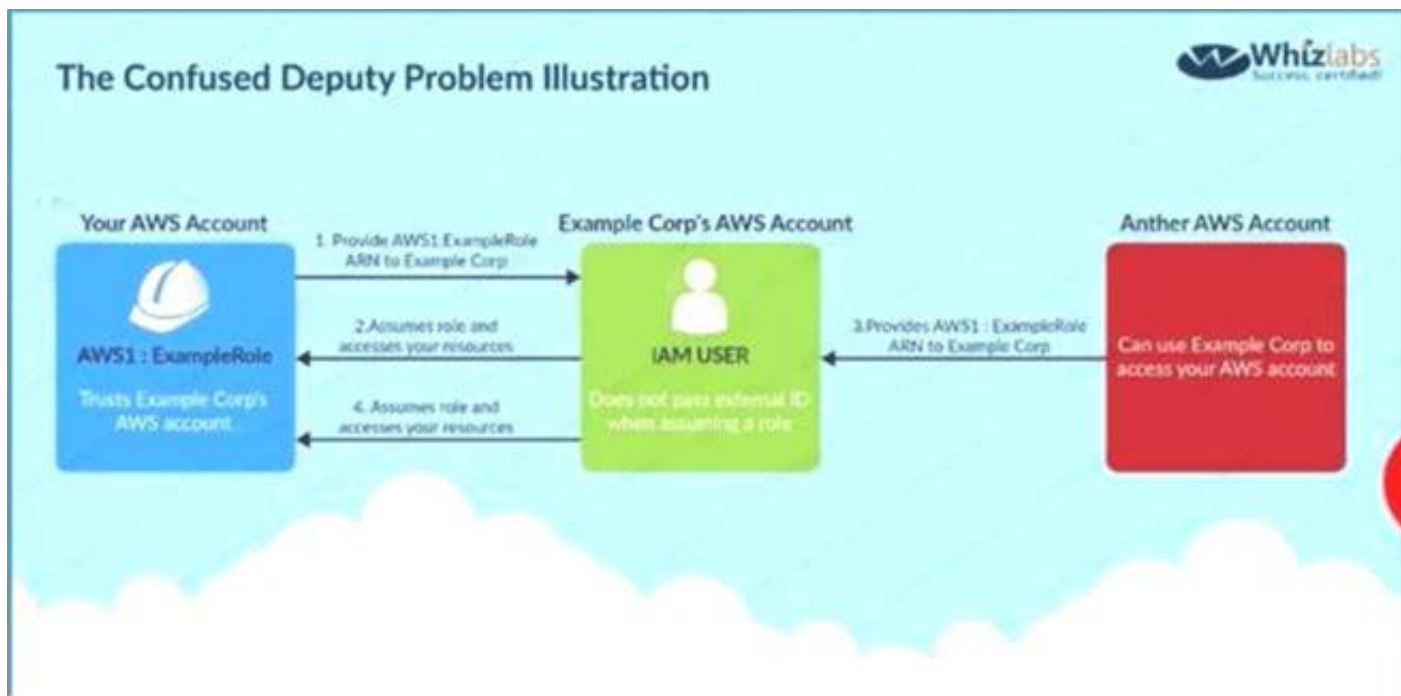 The Confused Deputy Problem Illustration
Whizlabs
Success, certified!
Your AWS Account
Example Corp's AWS Account
Anther AWS Account
1. Provide AWS1:ExampleRole
ARN to Example Corp
2.Assumes role and
accesses your resources
3.Provides AWS1 : ExampleRole
ARN to Example Corp
4. Assumes role and
accesses your resources
AWS1 : ExampleRole
Trusts Example Corp's
AWS account.
IAM USER
Does not pass external ID
when assuming a role
Can use Example Corp to
access your AWS account